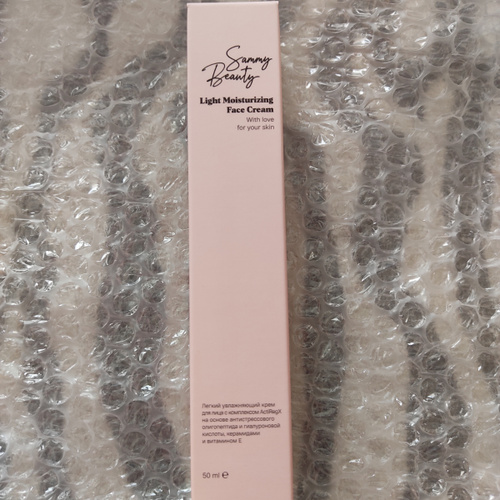 Sammy
Beauty
Light Moisturizing
Face Cream
With love
for your skin
Легкий увлажняющий крем
для лица с комплексом ActiRegX
на основе антистрессового
олигопептида и гиалуроновой
кислоты, керамидами
и витамином Е
50 ml ℮